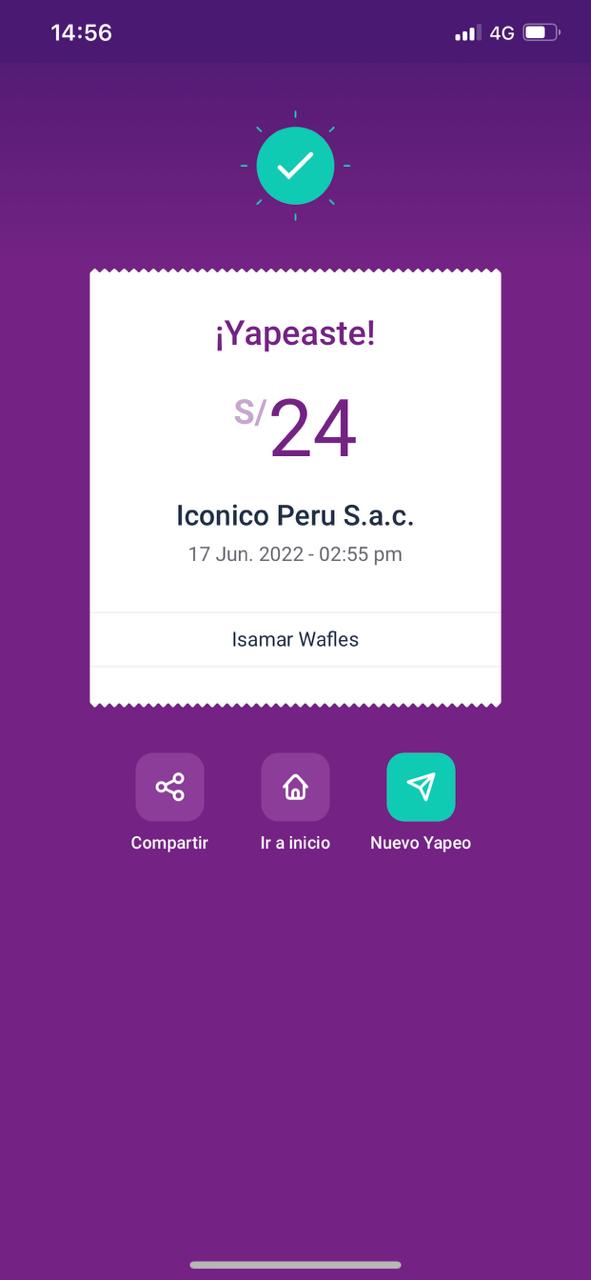 14:56
4G
¡Yapeaste!
S/24
Iconico Peru S.a.c.
17 Jun. 2022 - 02:55 pm
Isamar Wafles
Compartir
Ir a inicio
Nuevo Yapeo